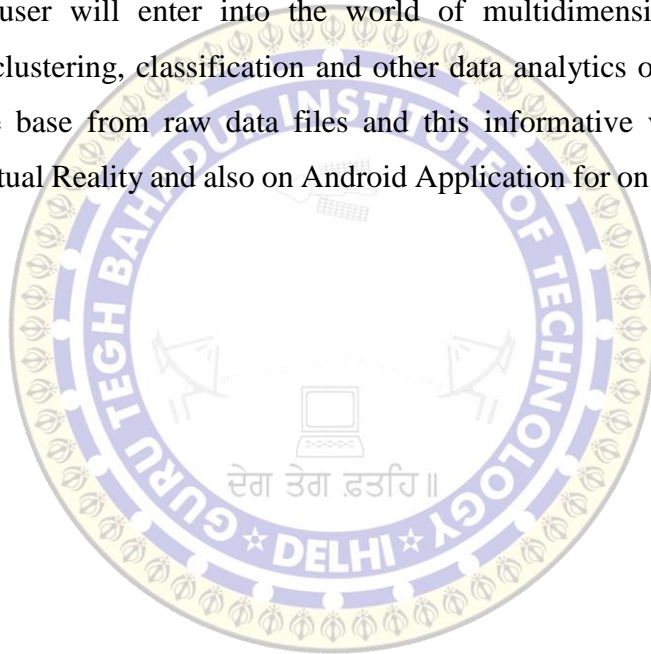 user will enter into the world of multidimensi
clustering, classification and other data analytics o
base from raw data files and this informative
tual Reality and also on Android Application for on
GURU TEGH BAHADUR INSTITUTE OF TECHNOLOGY
ਦੇਗ ਤੇਗ ਫ਼ਤਹਿ॥
DELHI